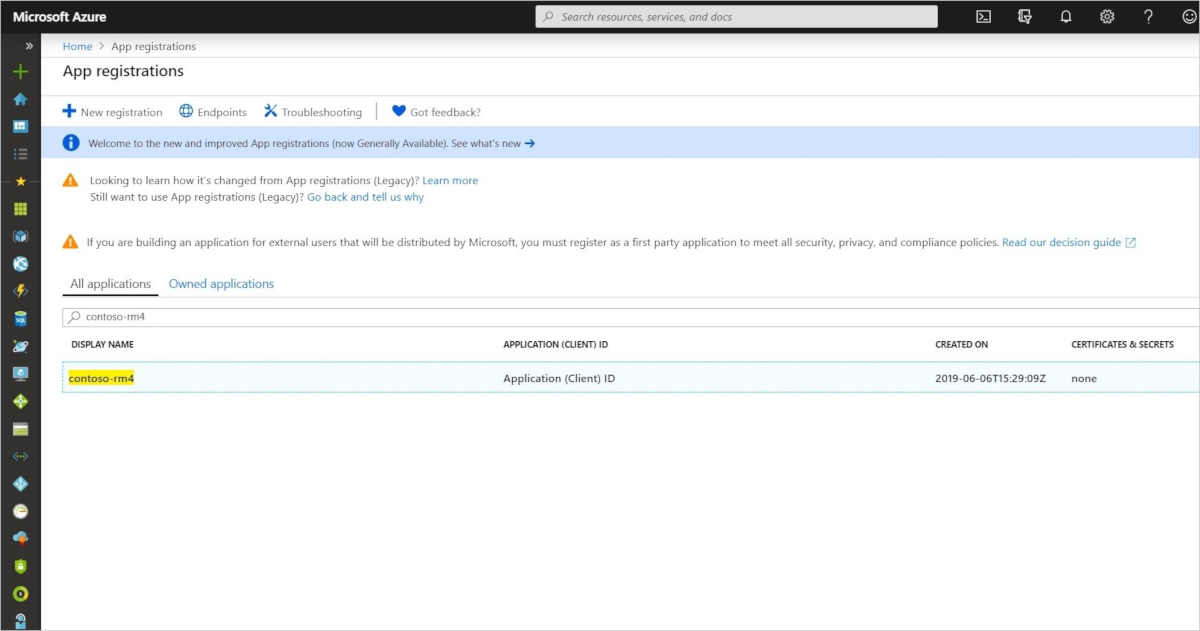 Microsoft Azure
Search resources, services, and docs
Home > App registrations
App registrations
New registration Endpoints Troubleshooting Got feedback?
Welcome to the new and improved App registrations (now Generally Available). See what's new →
Looking to learn how it's changed from App registrations (Legacy)? Learn more
Still want to use App registrations (Legacy)? Go back and tell us why
If you are building an application for external users that will be distributed by Microsoft, you must register as a first party application to meet all security, privacy, and compliance policies. Read our decision guide
All applications Owned applications
contoso-rm4
DISPLAY NAME APPLICATION (CLIENT) ID CREATED ON CERTIFICATES & SECRETS
contoso-rm4 Application (Client) ID 2019-06-06T15:29:09Z none